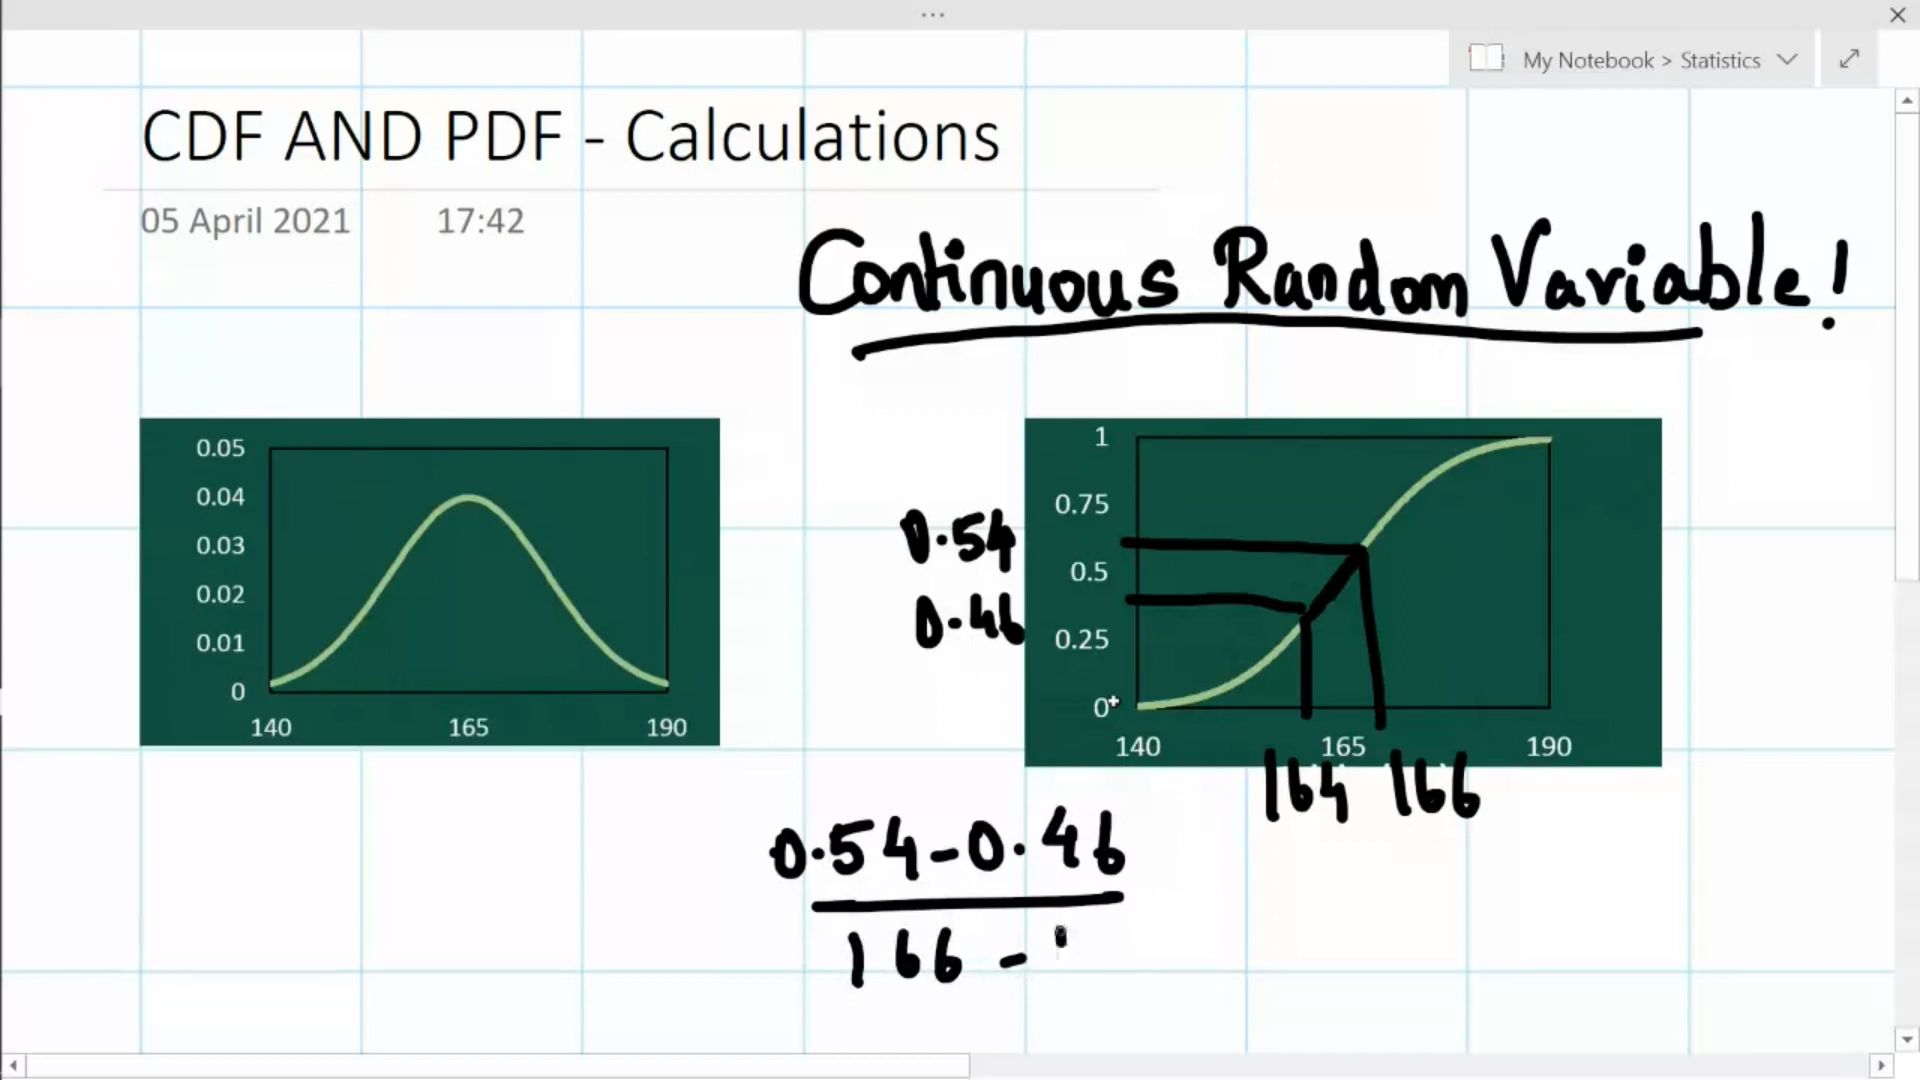 My Notebook > Statistics
CDF AND PDF - Calculations
05 April 2021 17:42
Continuous Random Variable!
0.05
0.04
0.03
0.02
0.01
0
140 165 190
0.54
0.46
1
0.75
0.5
0.25
0
140 165 190
164 166
0.54-0.46
166 -